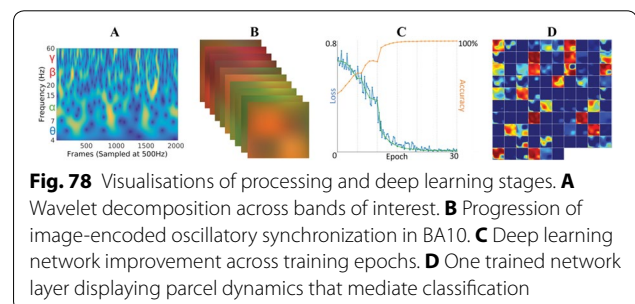 A
B
C
D
60
γ
β
20
15
α
7
θ
4
Frequency (Hz)
0
500
1000
1500
2000
Frames (Sampled at 500Hz)
0.8
100%
Loss
Accuracy
0
30
Epoch
Fig. 78 Visualisations of processing and deep learning stages. A
Wavelet decomposition across bands of interest. B Progression of
image-encoded oscillatory synchronization in BA10. C Deep learning
network improvement across training epochs. D One trained network
layer displaying parcel dynamics that mediate classification